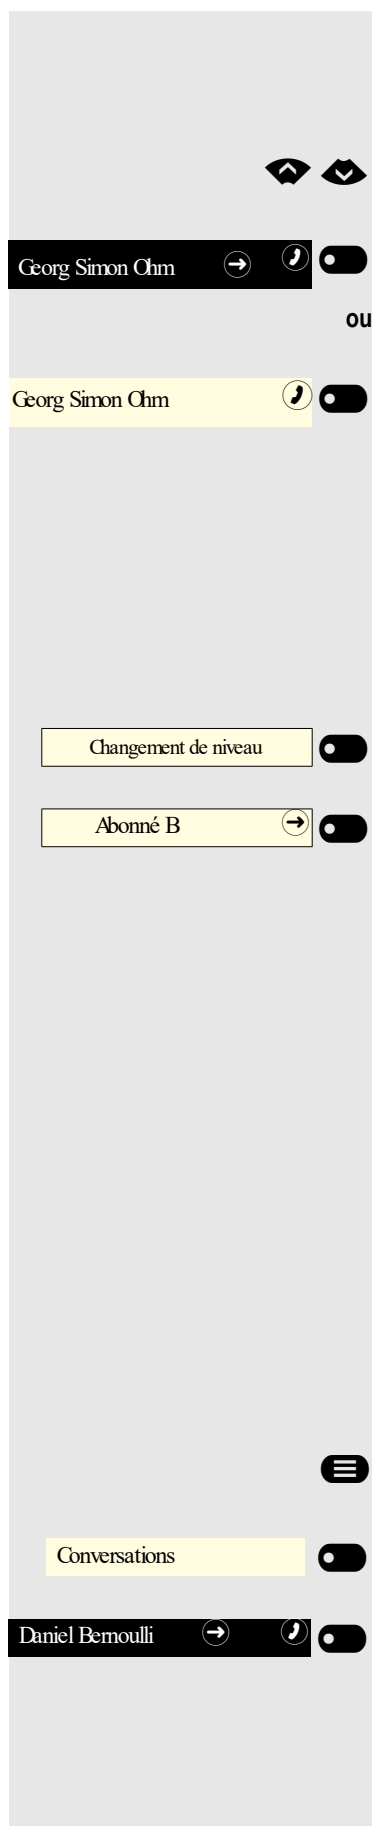 Georg Simon Ohm
ou
Georg Simon Ohm
Changement de niveau
Abonné B
Conversations
Daniel Bernoulli